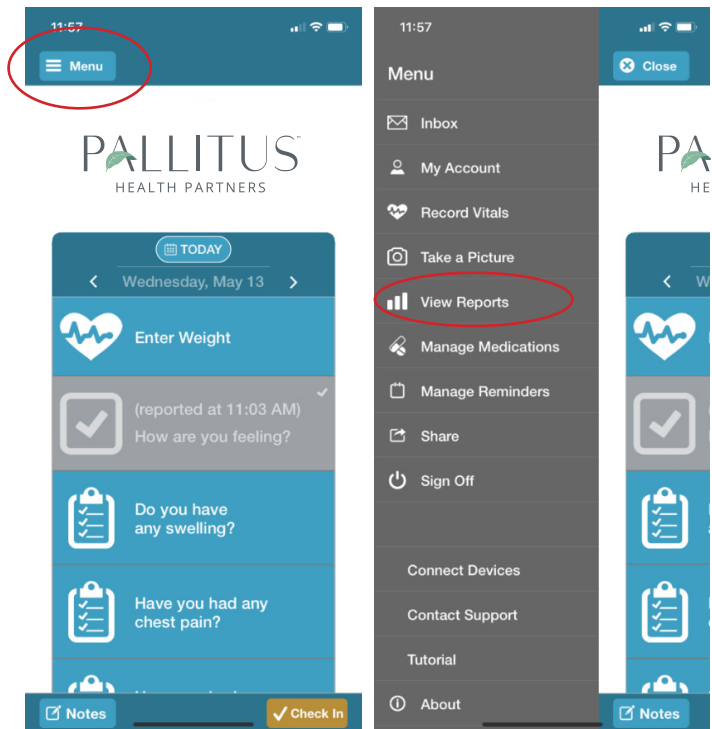 11:57
Menu
PALLITUS™
HEALTH PARTNERS
TODAY
Wednesday, May 13
Enter Weight
(reported at 11:03 AM)
How are you feeling?
Do you have
any swelling?
Have you had any
chest pain?
Notes
Check In
11:57
Menu
Inbox
My Account
Record Vitals
Take a Picture
View Reports
Manage Medications
Manage Reminders
Share
Sign Off
Connect Devices
Contact Support
Tutorial
About
Close
PA
HE
W
Notes